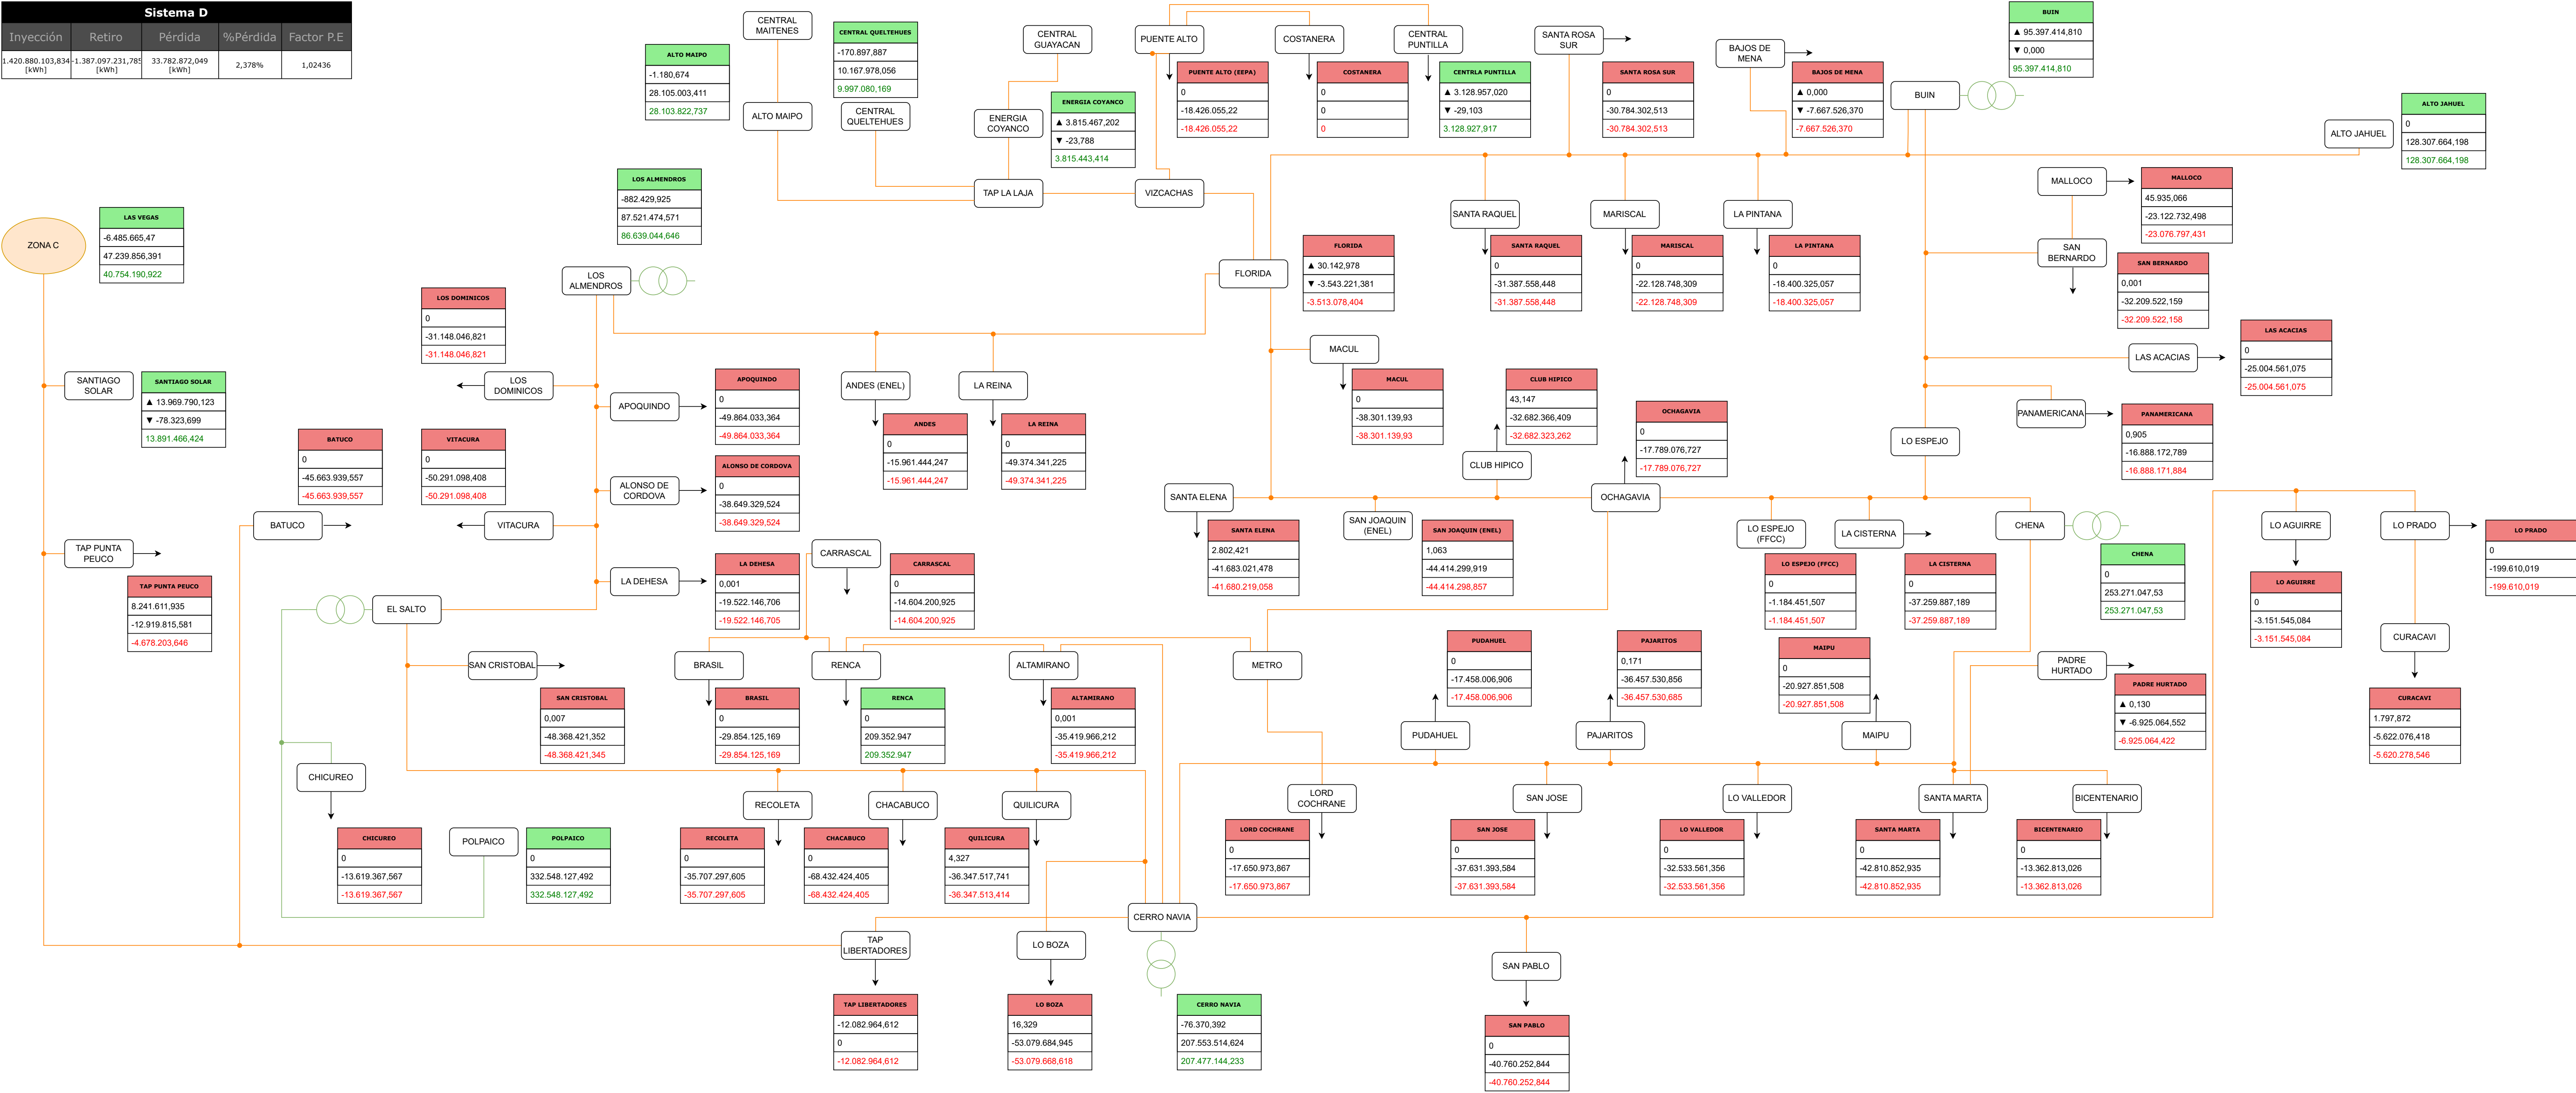 Sistema D
Inyección Retiro Pérdida %Pérdida Factor P.E
1.420.880.103,834 [kWh] -1.387.097.231,785 [kWh] 33.782.872,049 [kWh] 2,378% 1,02436
ZONA C
LAS VEGAS
-6.485.665,47
47.239.856,391
40.754.190,922
SANTIAGO SOLAR
SANTIAGO SOLAR
▲ 13.969.790,123
▼ -78.323,699
13.891.466,424
TAP PUNTA PEUCO
TAP PUNTA PEUCO
8.241.611,935
-12.919.815,581
-4.678.203,646
BATUCO
0
-45.663.939,557
-45.663.939,557
BATUCO
VITACURA
0
-50.291.098,408
-50.291.098,408
VITACURA
LOS DOMINICOS
0
-31.148.046,821
-31.148.046,821
LOS DOMINICOS
ALTO MAIPO
-1.180,674
28.105.003,411
28.103.822,737
CENTRAL MAITENES
ALTO MAIPO
CENTRAL QUELTEHUES
-170.897,887
10.167.978,056
9.997.080,169
CENTRAL QUELTEHUES
LOS ALMENDROS
-882.429,925
87.521.474,571
86.639.044,646
LOS ALMENDROS
CENTRAL GUAYACAN
ENERGIA COYANCO
ENERGIA COYANCO
▲ 3.815.467,202
▼ -23,788
3.815.443,414
TAP LA LAJA
VIZCACHAS
PUENTE ALTO
PUENTE ALTO (EEPA)
0
-18.426.055,22
-18.426.055,22
COSTANERA
COSTANERA
0
0
0
CENTRAL PUNTILLA
CENTRLA PUNTILLA
▲ 3.128.957,020
▼ -29,103
3.128.927,917
SANTA ROSA SUR
SANTA ROSA SUR
0
-30.784.302,513
-30.784.302,513
BAJOS DE MENA
BAJOS DE MENA
▲ 0,000
▼ -7.667.526,370
-7.667.526,370
BUIN
▲ 95.397.414,810
▼ 0,000
95.397.414,810
BUIN
ALTO JAHUEL
ALTO JAHUEL
0
128.307.664,198
128.307.664,198
MALLOCO
MALLOCO
45.935,066
-23.122.732,498
-23.076.797,431
SAN BERNARDO
SAN BERNARDO
0,001
-32.209.522,159
-32.209.522,158
SANTA RAQUEL
SANTA RAQUEL
0
-31.387.558,448
-31.387.558,448
MARISCAL
MARISCAL
0
-22.128.748,309
-22.128.748,309
LA PINTANA
LA PINTANA
0
-18.400.325,057
-18.400.325,057
FLORIDA
FLORIDA
▲ 30.142,978
▼ -3.543.221,381
-3.513.078,404
LAS ACACIAS
LAS ACACIAS
0
-25.004.561,075
-25.004.561,075
PANAMERICANA
PANAMERICANA
0,905
-16.888.172,789
-16.888.171,884
LO ESPEJO
MACUL
MACUL
0
-38.301.139,93
-38.301.139,93
CLUB HIPICO
43,147
-32.682.366,409
-32.682.323,262
CLUB HIPICO
OCHAGAVIA
0
-17.789.076,727
-17.789.076,727
OCHAGAVIA
APOQUINDO
APOQUINDO
0
-49.864.033,364
-49.864.033,364
ALONSO DE CORDOVA
ALONSO DE CORDOVA
0
-38.649.329,524
-38.649.329,524
LA DEHESA
LA DEHESA
0,001
-19.522.146,706
-19.522.146,705
ANDES (ENEL)
ANDES
0
-15.961.444,247
-15.961.444,247
LA REINA
LA REINA
0
-49.374.341,225
-49.374.341,225
SANTA ELENA
SANTA ELENA
2.802,421
-41.683.021,478
-41.680.219,058
SAN JOAQUIN (ENEL)
SAN JOAQUIN (ENEL)
1,063
-44.414.299,919
-44.414.298,857
LO ESPEJO (FFCC)
LO ESPEJO (FFCC)
0
-1.184.451,507
-1.184.451,507
LA CISTERNA
LA CISTERNA
0
-37.259.887,189
-37.259.887,189
CHENA
CHENA
0
253.271.047,53
253.271.047,53
LO AGUIRRE
LO AGUIRRE
0
-3.151.545,084
-3.151.545,084
LO PRADO
LO PRADO
0
-199.610,019
-199.610,019
CURACAVI
CURACAVI
1.797,872
-5.622.076,418
-5.620.278,546
EL SALTO
CARRASCAL
CARRASCAL
0
-14.604.200,925
-14.604.200,925
SAN CRISTOBAL
SAN CRISTOBAL
0,007
-48.368.421,352
-48.368.421,345
BRASIL
BRASIL
0
-29.854.125,169
-29.854.125,169
RENCA
RENCA
0
209.352.947
209.352.947
ALTAMIRANO
ALTAMIRANO
0,001
-35.419.966,212
-35.419.966,212
METRO
PUDAHUEL
0
-17.458.006,906
-17.458.006,906
PUDAHUEL
PAJARITOS
0,171
-36.457.530,856
-36.457.530,685
PAJARITOS
MAIPU
0
-20.927.851,508
-20.927.851,508
MAIPU
PADRE HURTADO
PADRE HURTADO
▲ 0,130
▼ -6.925.064,552
-6.925.064,422
CHICUREO
CHICUREO
0
-13.619.367,567
-13.619.367,567
POLPAICO
POLPAICO
0
332.548.127,492
332.548.127,492
RECOLETA
RECOLETA
0
-35.707.297,605
-35.707.297,605
CHACABUCO
CHACABUCO
0
-68.432.424,405
-68.432.424,405
QUILICURA
QUILICURA
4,327
-36.347.517,741
-36.347.513,414
LORD COCHRANE
LORD COCHRANE
0
-17.650.973,867
-17.650.973,867
SAN JOSE
SAN JOSE
0
-37.631.393,584
-37.631.393,584
LO VALLEDOR
LO VALLEDOR
0
-32.533.561,356
-32.533.561,356
SANTA MARTA
SANTA MARTA
0
-42.810.852,935
-42.810.852,935
BICENTENARIO
BICENTENARIO
0
-13.362.813,026
-13.362.813,026
CERRO NAVIA
TAP LIBERTADORES
TAP LIBERTADORES
-12.082.964,612
0
-12.082.964,612
LO BOZA
LO BOZA
16,329
-53.079.684,945
-53.079.668,618
CERRO NAVIA
-76.370,392
207.553.514,624
207.477.144,233
SAN PABLO
SAN PABLO
0
-40.760.252,844
-40.760.252,844